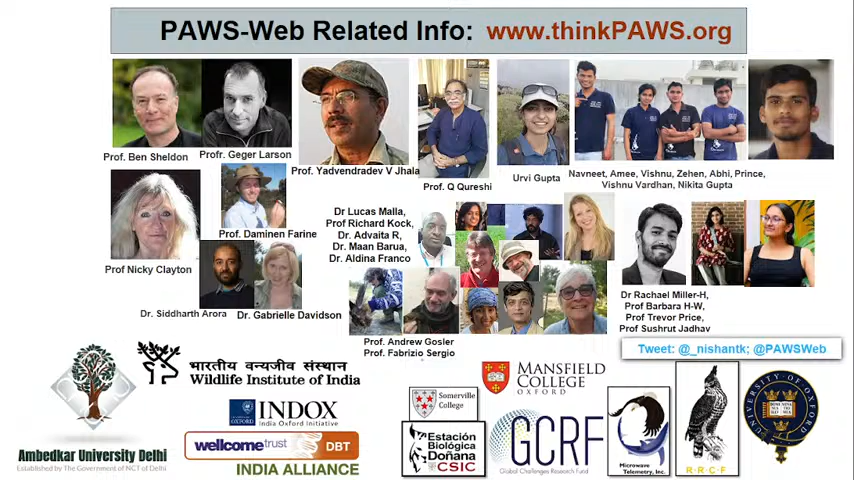 PAWS-Web Related Info: www.thinkPAWS.org
Prof. Ben Sheldon
Profr. Geger Larson
Prof. Yadvendradev V Jhala
Prof. Q Qureshi
Urvi Gupta
Navneet, Amee, Vishnu, Zehen, Abhi, Prince,
Vishnu Vardhan, Nikita Gupta
Prof Nicky Clayton
Prof. Daminen Farine
Dr Lucas Malla,
Prof Richard Kock,
Dr. Advaita R,
Dr. Maan Barua,
Dr. Aldina Franco
Dr. Siddharth Arora
Dr. Gabrielle Davidson
Prof. Andrew Gosler
Prof. Fabrizio Sergio
Dr Rachael Miller-H,
Prof Barbara H-W,
Prof Trevor Price,
Prof Sushrut Jadhav
Tweet: @_nishantk; @PAWSWeb
Ambedkar University Delhi
Established by The Government of NCT of Delhi
भारतीय वन्यजीव संस्थान
Wildlife Institute of India
OXFORD
INDOX
India Oxford Initiative
wellcometrust
DBT
INDIA ALLIANCE
Somerville
College
MANSFIELD
COLLEGE
OXFORD
Estación
Biológica
Doñana
CSIC
GCRF
Global Challenges Research Fund
Microwave
Telemetry, Inc.
R-R-C-F
UNIVERSITY OF OXFORD